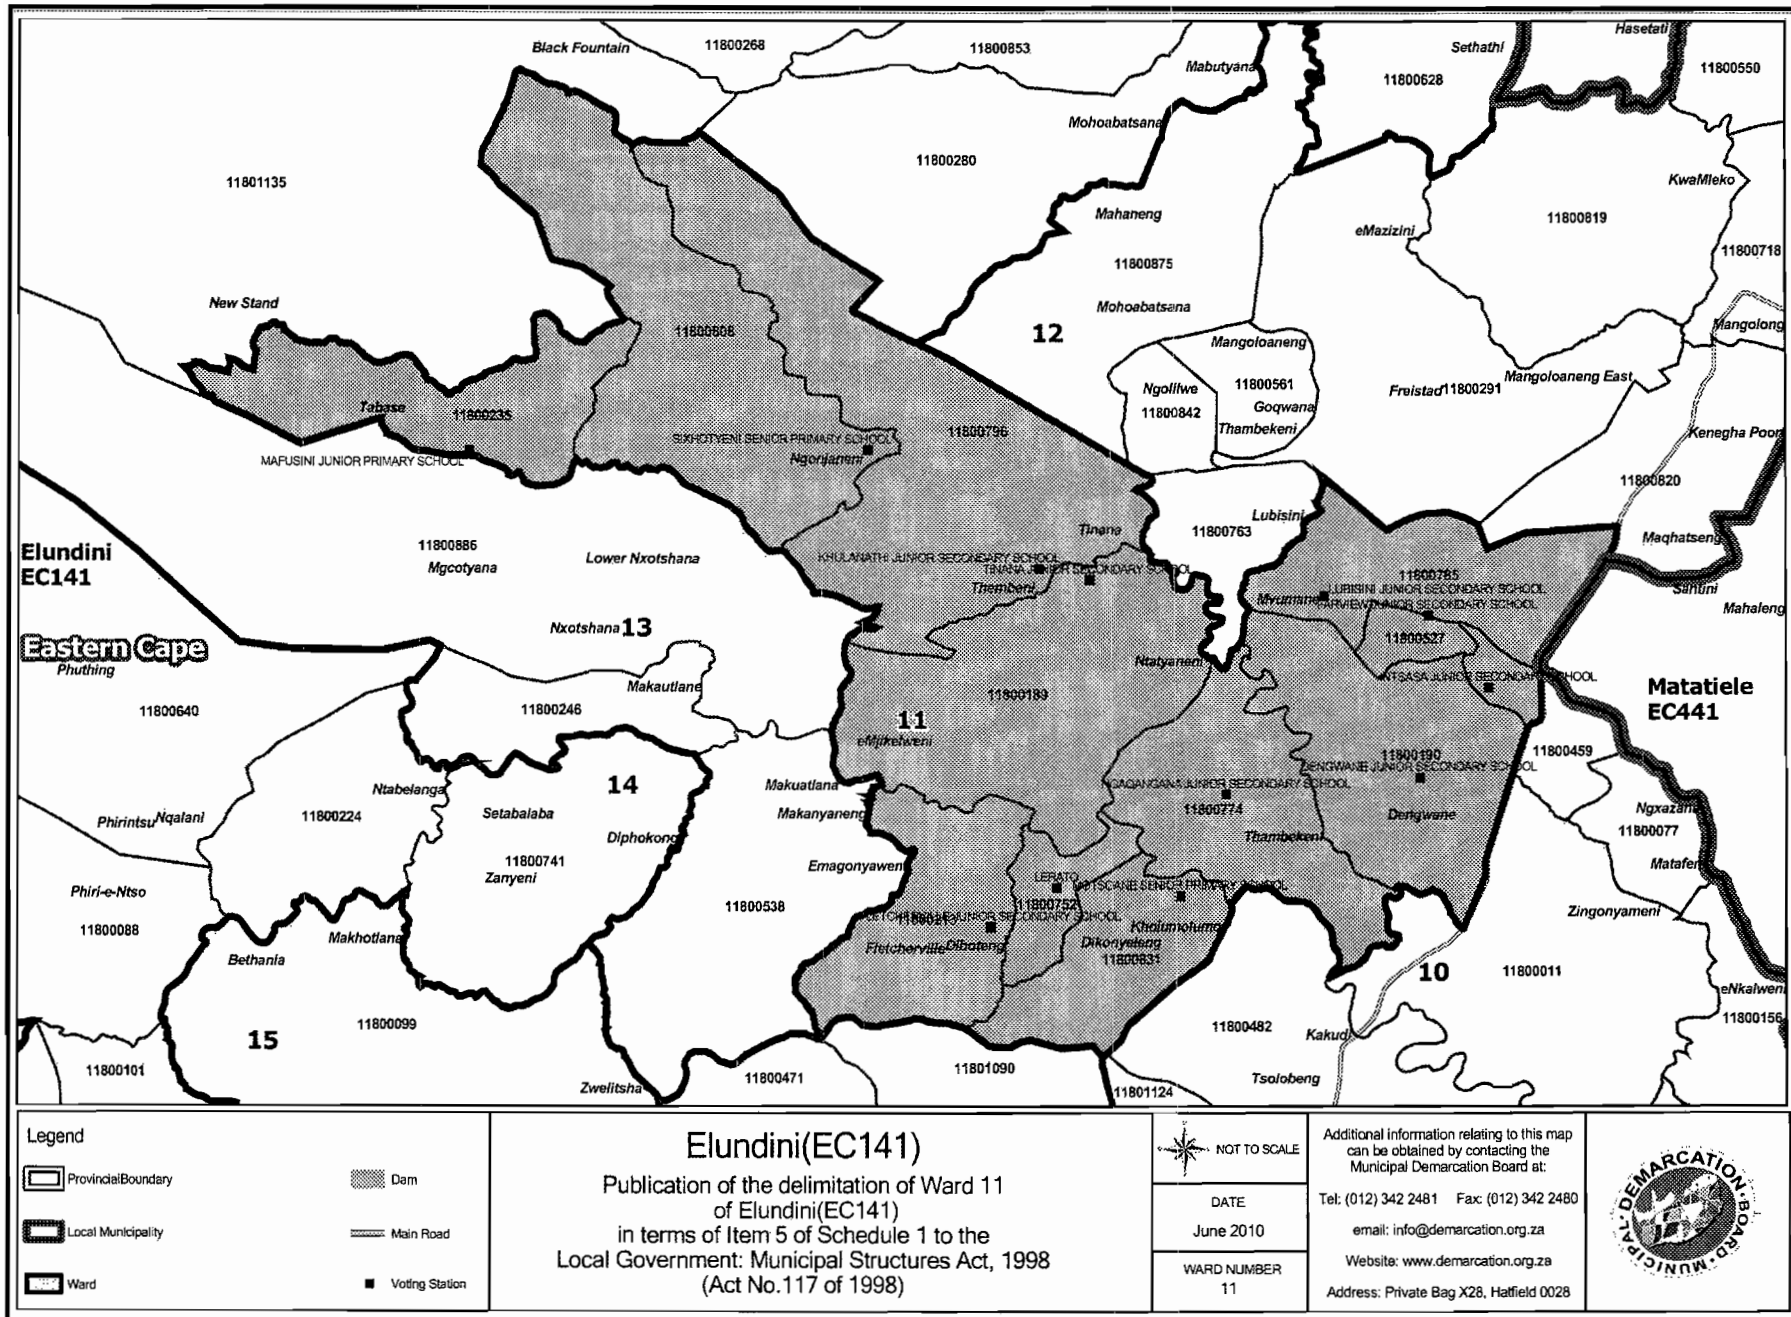 Black Fountain
11800268
11800853
Sethathi
Hasetati
11800550
11800628
Mabutyana
Mohoabatsana
11800280
11801135
KwaMleko
11800819
Mahaneng
eMazizini
11800718
11800875
New Stand
Mohoabatsana
12
11800608
Mangolong
Mangoloaneng
Ngolilwe
11800842
11800561
Goqwana
Thambekeni
Freistad
11800291
Mangoloaneng East
Tabase
11800235
SIXHOTYENI SENIOR PRIMARY SCHOOL
11800796
Kenegha Poort
MAFUSINI JUNIOR PRIMARY SCHOOL
11800820
Lubisini
11800763
Tinana
Elundini
EC141
11800886
Mgcotyana
Lower Nxotshana
KHULANATHI JUNIOR SECONDARY SCHOOL
TINANA JUNIOR SECONDARY SCHOOL
Maqhatseng
11800785
LUBISINI JUNIOR SECONDARY SCHOOL
FARVIEW JUNIOR SECONDARY SCHOOL
Thembeni
Mahaleng
Nxotshana
13
11800527
Eastern Cape
Phuthing
Ntatyaneni
NTSASA JUNIOR SECONDARY SCHOOL
Makautlane
11800189
Matatiele
EC441
11800640
11800246
11
eMjikelweni
11800190
11800459
DENGWANE JUNIOR SECONDARY SCHOOL
14
Makuatlana
Ntabelanga
Setabalaba
Makanyaneng
11800774
Ngxazana
11800077
Phirintsu
Nqalani
11800224
Diphokong
Thambekeni
Dengwane
11800741
Zanyeni
Matafeni
LERATO
Phiri-e-Ntso
11800538
11800752
Zingonyameni
11800088
Makhotlana
Bethania
Fletcherville
Dibateng
Dikonyeleng
11800831
Kholumolumo
10
11800011
eNkalweni
15
11800099
11800482
Kakudi
11800156
11800101
Zwelitsha
11800471
11801090
11801124
Tsolobeng
Legend
ProvincialBoundary
Dam
Local Municipality
Main Road
Ward
Voting Station
Elundini(EC141)
Publication of the delimitation of Ward 11
of Elundini(EC141)
in terms of Item 5 of Schedule 1 to the
Local Government: Municipal Structures Act, 1998
(Act No.117 of 1998)
NOT TO SCALE
DATE
June 2010
WARD NUMBER
11
Additional information relating to this map
can be obtained by contacting the
Municipal Demarcation Board at:
Tel: (012) 342 2481 Fax: (012) 342 2480
email: info@demarcation.org.za
Website: www.demarcation.org.za
Address: Private Bag X28, Hatfield 0028
MUNICIPAL DEMARCATION BOARD